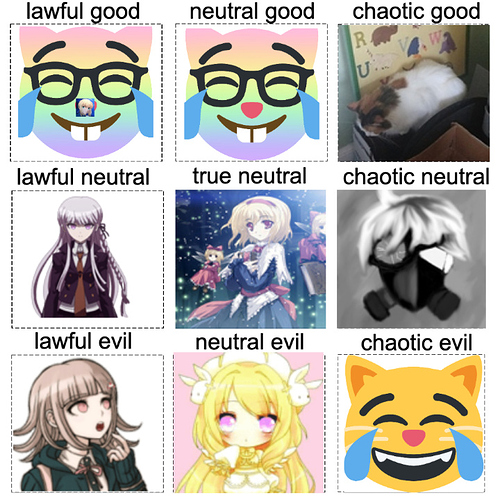 lawful good
neutral good
chaotic good
lawful neutral
true neutral
chaotic neutral
lawful evil
neutral evil
chaotic evil